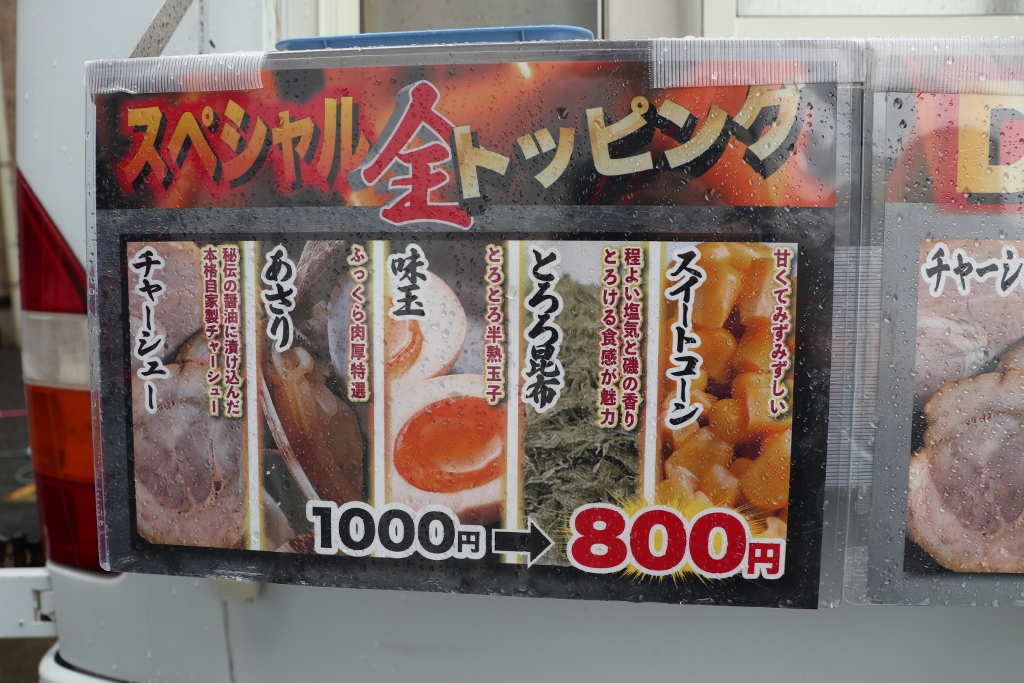 スペシャル全トッピング
チャーシュー
秘伝の醤油に漬け込んだ
本格自家製チャーシュー
あさり
ふっくら肉厚特選
味玉
とろとろ半熟玉子
とろろ昆布
程よい塩気と磯の香り
とろける食感が魅力
スイートコーン
甘くてみずみずしい
1000円→800円
D
チャーシ